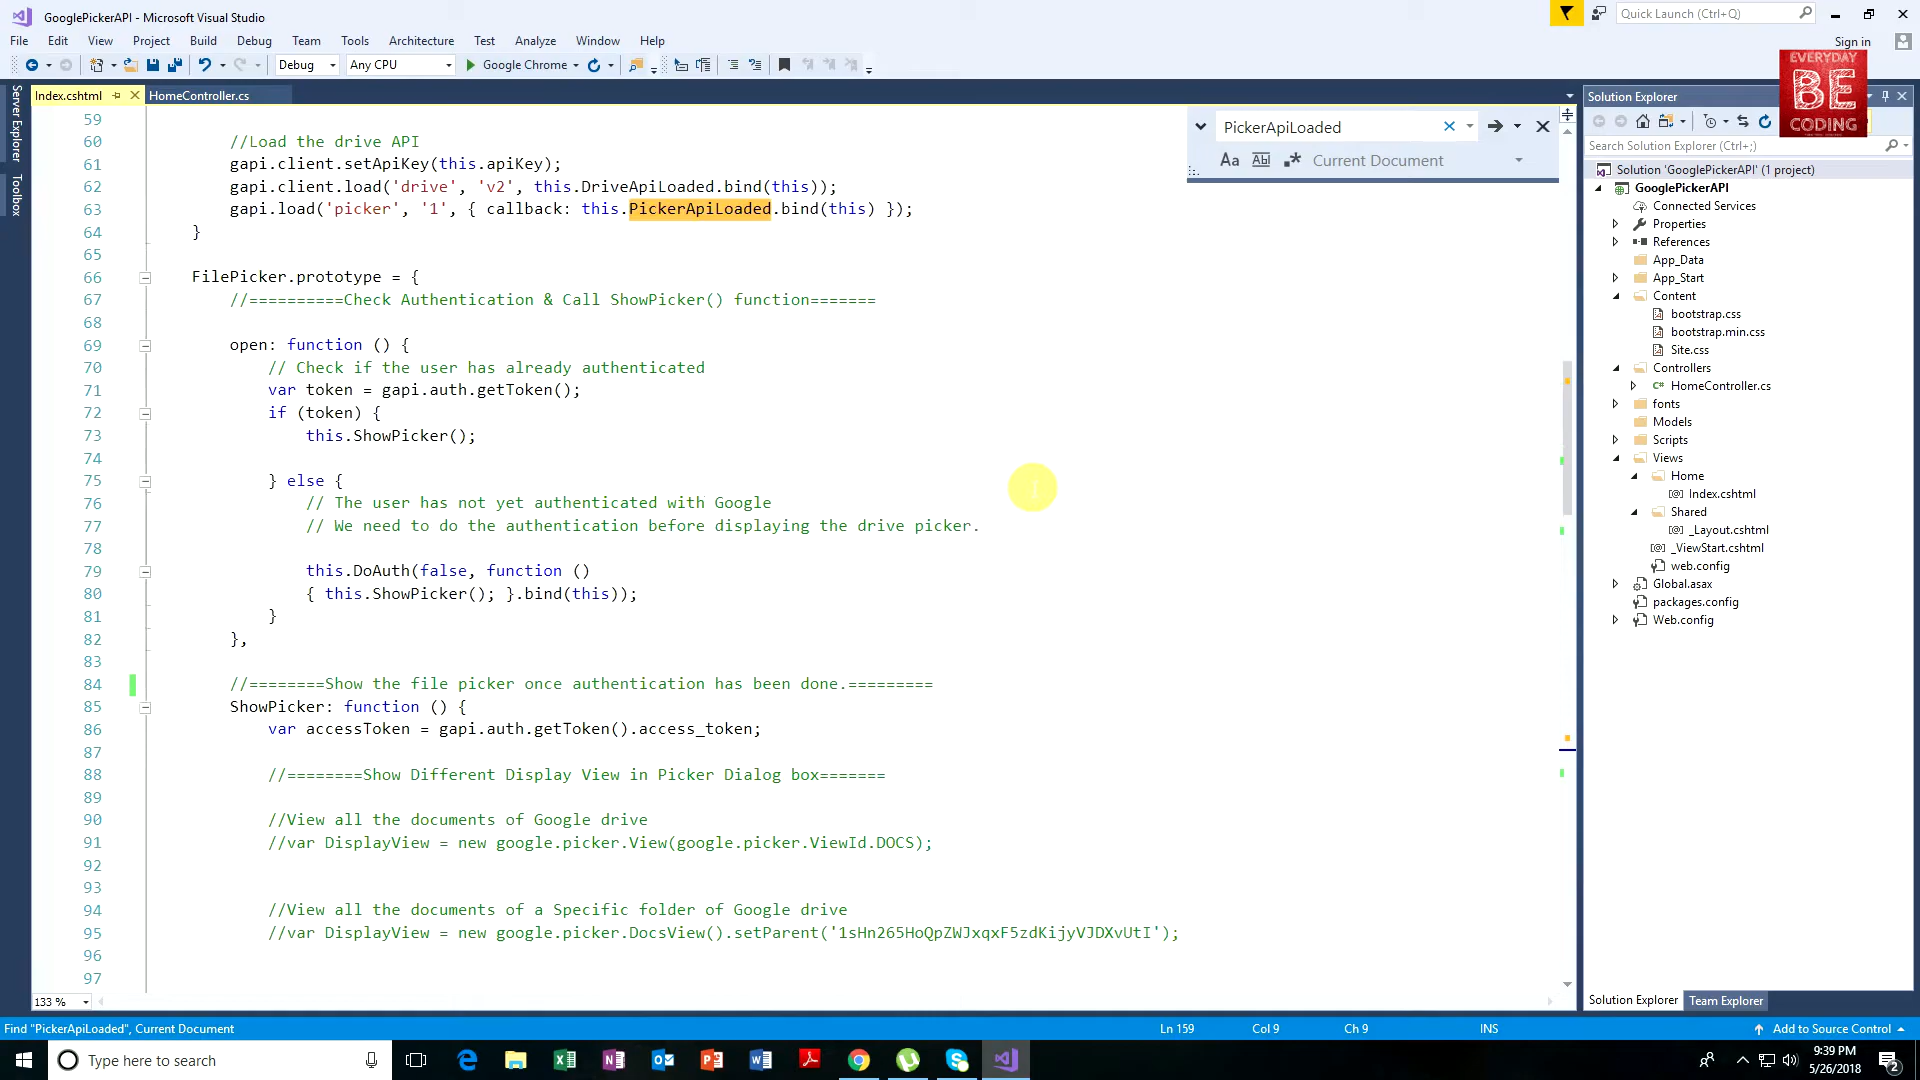 GooglePickerAPI - Microsoft Visual Studio
Quick Launch (Ctrl+Q)
File Edit View Project Build Debug Team Tools Architecture Test Analyze Window Help
Sign in
Debug Any CPU Google Chrome
EVERYDAY
BE
CODING
Index.cshtml HomeController.cs
Server Explorer
Toolbox
PickerApiLoaded
Aa Abl Current Document
59
60 //Load the drive API
61 gapi.client.setApiKey(this.apiKey);
62 gapi.client.load('drive', 'v2', this.DriveApiLoaded.bind(this));
63 gapi.load('picker', '1', { callback: this.PickerApiLoaded.bind(this) });
64 }
65
66 FilePicker.prototype = {
67 //==========Check Authentication & Call ShowPicker() function=======
68
69 open: function () {
70 // Check if the user has already authenticated
71 var token = gapi.auth.getToken();
72 if (token) {
73 this.ShowPicker();
74
75 } else {
76 // The user has not yet authenticated with Google
77 // We need to do the authentication before displaying the drive picker.
78
79 this.DoAuth(false, function ()
80 { this.ShowPicker(); }.bind(this));
81 }
82 },
83
84 //========Show the file picker once authentication has been done.=========
85 ShowPicker: function () {
86 var accessToken = gapi.auth.getToken().access_token;
87
88 //========Show Different Display View in Picker Dialog box=======
89
90 //View all the documents of Google drive
91 //var DisplayView = new google.picker.View(google.picker.ViewId.DOCS);
92
93
94 //View all the documents of a Specific folder of Google drive
95 //var DisplayView = new google.picker.DocsView().setParent('1sHn265HoQpZWJxqxF5zdKijyVJDXvUtI');
96
97
133 %
Solution Explorer
Search Solution Explorer (Ctrl+;)
Solution 'GooglePickerAPI' (1 project)
GooglePickerAPI
Connected Services
Properties
References
App_Data
App_Start
Content
bootstrap.css
bootstrap.min.css
Site.css
Controllers
C# HomeController.cs
fonts
Models
Scripts
Views
Home
[@] Index.cshtml
Shared
[@] _Layout.cshtml
[@] _ViewStart.cshtml
web.config
Global.asax
packages.config
Web.config
Solution Explorer Team Explorer
Find "PickerApiLoaded", Current Document
Ln 159 Col 9 Ch 9 INS
Add to Source Control
Type here to search
9:39 PM
5/26/2018
2